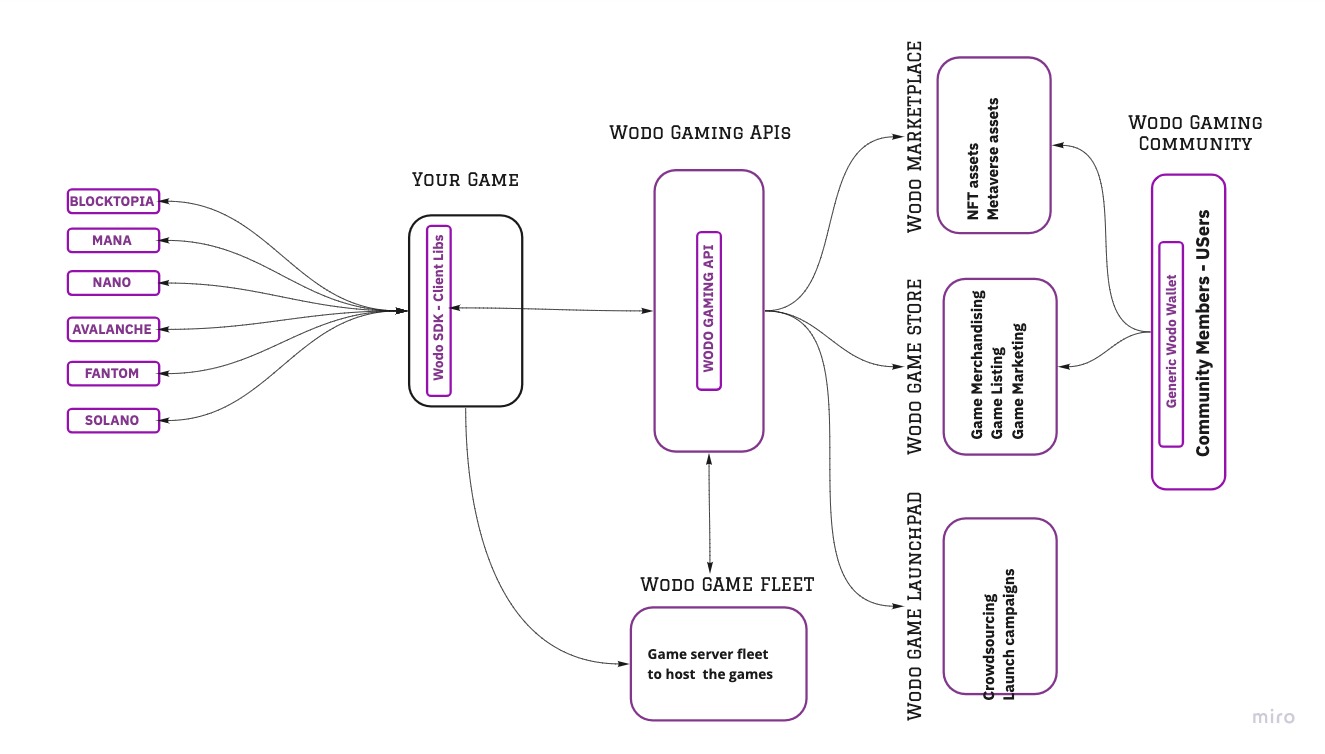 BLOCKTOPIA
MANA
NANO
AVALANCHE
FANTOM
SOLANO
Your Game
Wodo SDK - Client Libs
Wodo Gaming APIs
WODO GAMING API
Wodo GAME FLEET
Game server fleet
to host the games
Wodo MARKETPLACE
NFT assets
Metaverse assets
Wodo GAME STORE
Game Merchandising
Game Listing
Game Marketing
Wodo GAME LAUNCHPAD
Crowdsourcing
Launch campaigns
Wodo Gaming
Community
Generic Wodo Wallet
Community Members - USers
miro